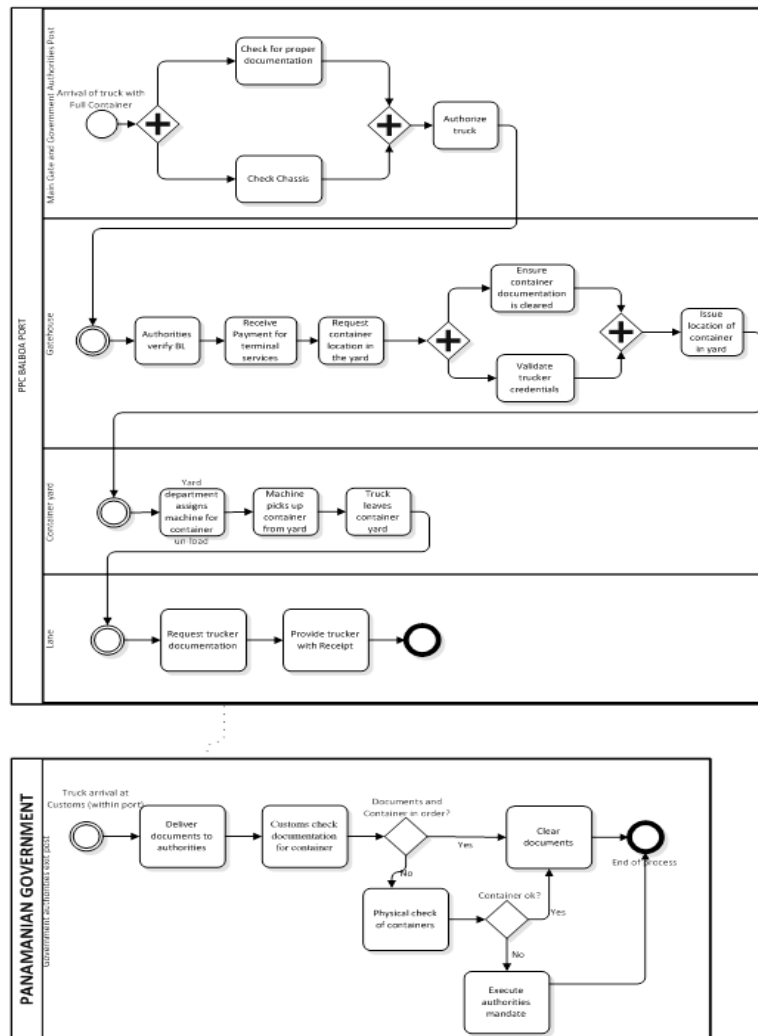 PPC BALBOA PORT
Main Gate and Government Authorities Post
Arrival of truck with
Full Container
Check for proper
documentation
Check Chassis
Authorize
truck
Gatehouse
Authorities
verify BL
Receive
Payment for
terminal
services
Request
container
location in
the yard
Ensure
container
documentation
is cleared
Validate
trucker
credentials
Issue
location of
container
in yard
Container yard
Yard
department
assigns
machine for
container
un-load
Machine
picks up
container
from yard
Truck
leaves
container
yard
Lane
Request trucker
documentation
Provide trucker
with Receipt
PANAMANIAN GOVERNMENT
Government authorities exit post
Truck arrival at
Customs (within port)
Deliver
documents to
authorities
Customs check
documentation
for container
Documents and
Container in order?
Yes
No
Clear
documents
End of process
Physical check
of containers
Container ok?
Yes
No
Execute
authorities
mandate